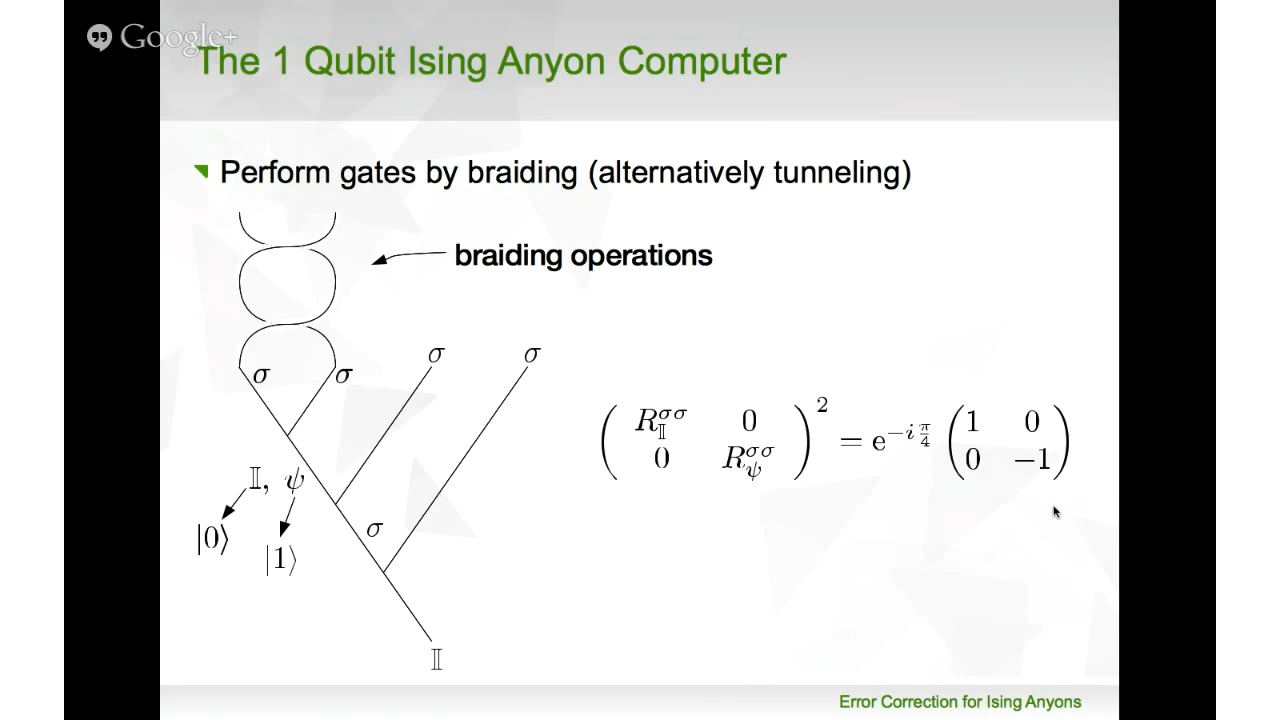 Google+
The 1 Qubit Ising Anyon Computer
Perform gates by braiding (alternatively tunneling)
braiding operations
σ σ σ σ
𝕀, ψ
|0⟩
|1⟩
σ
𝕀
( R_𝕀^{σσ} 0 ; 0 R_ψ^{σσ} )^2 = e^{-i π/4} ( 1 0 ; 0 −1 )
Error Correction for Ising Anyons